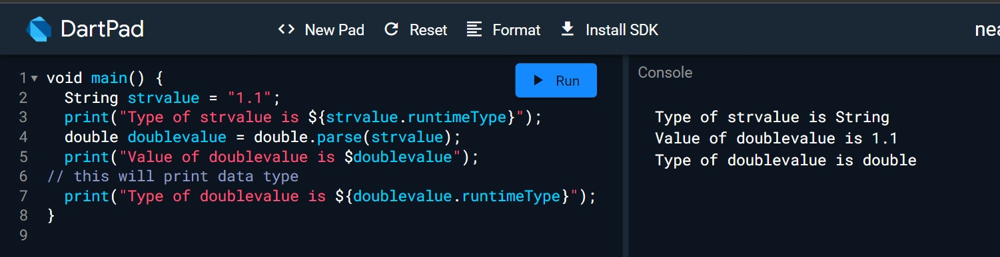 DartPad
<> New Pad Reset Format Install SDK
nea
Run
1 void main() {
2 String strvalue = "1.1";
3 print("Type of strvalue is ${strvalue.runtimeType}");
4 double doublevalue = double.parse(strvalue);
5 print("Value of doublevalue is $doublevalue");
6 // this will print data type
7 print("Type of doublevalue is ${doublevalue.runtimeType}");
8 }
9
Console
Type of strvalue is String
Value of doublevalue is 1.1
Type of doublevalue is double